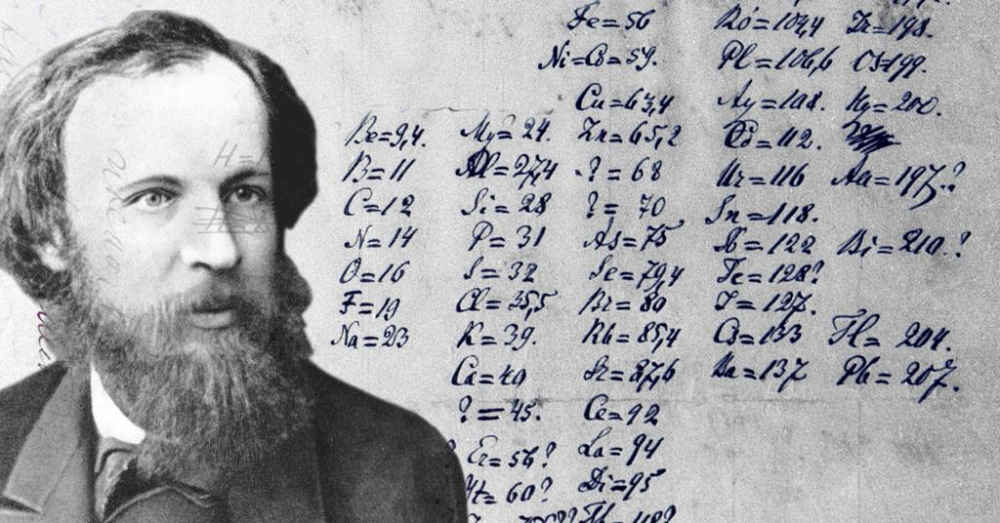 Fe=56 Ro=104,4 Ir=198.
Ni=Co=59. Pl=106,6 Os=199.
Cu=63,4 Ag=108. Hg=200.
Be=9,4. Mg=24. Zn=65,2 Cd=112.
B=11 Al=27,4 .?=68 Ur=116 Au=197.?
C=12 Si=28 ?=70 Sn=118.
N=14 P=31 As=75 Sb=122 Bi=210.?
O=16 S=32 Se=79,4 Te=128?
F=19 Cl=35,5 Br=80 J=127.
Na=23 K=39. Rb=85,4 Cs=133 Tl=204.
Ca=40 Sr=87,6 Ba=137 Pb=207.
?=45. Ce=92
?Er=56? La=94
Yt=60? Di=95
Th=118?